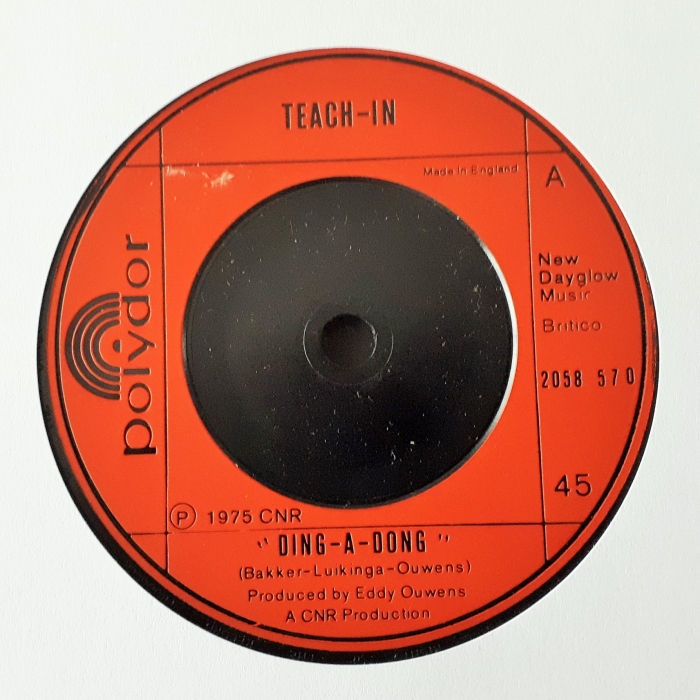 TEACH-IN
Made in England
A
polydor
New
Dayglow
Music
Britico
2058 570
45
Ⓟ 1975 CNR
"DING-A-DONG"
(Bakker-Luikinga-Ouwens)
Produced by Eddy Ouwens
A CNR Production